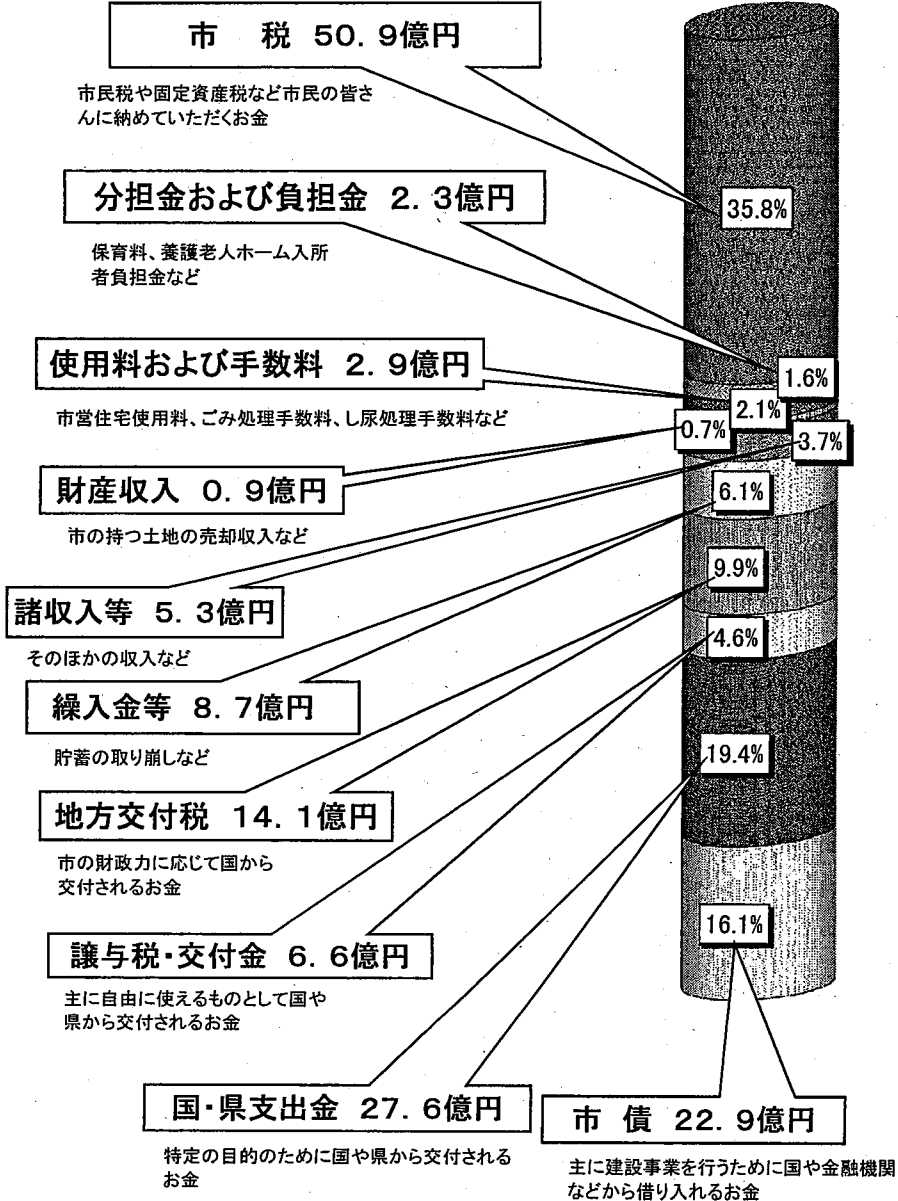 市　税　50．9億円
市民税や固定資産税など市民の皆さ
んに納めていただくお金
35.8%
分担金および負担金　2．3億円
保育料、養護老人ホーム入所
者負担金など
1.6%
使用料および手数料　2．9億円
市営住宅使用料、ごみ処理手数料、し尿処理手数料など
2.1%
財産収入　0．9億円
市の持つ土地の売却収入など
0.7%
諸収入等　5．3億円
そのほかの収入など
3.7%
繰入金等　8．7億円
貯蓄の取り崩しなど
6.1%
地方交付税　14．1億円
市の財政力に応じて国から
交付されるお金
9.9%
譲与税・交付金　6．6億円
主に自由に使えるものとして国や
県から交付されるお金
4.6%
国・県支出金　27．6億円
特定の目的のために国や県から交付される
お金
19.4%
市　債　22．9億円
主に建設事業を行うために国や金融機関
などから借り入れるお金
16.1%